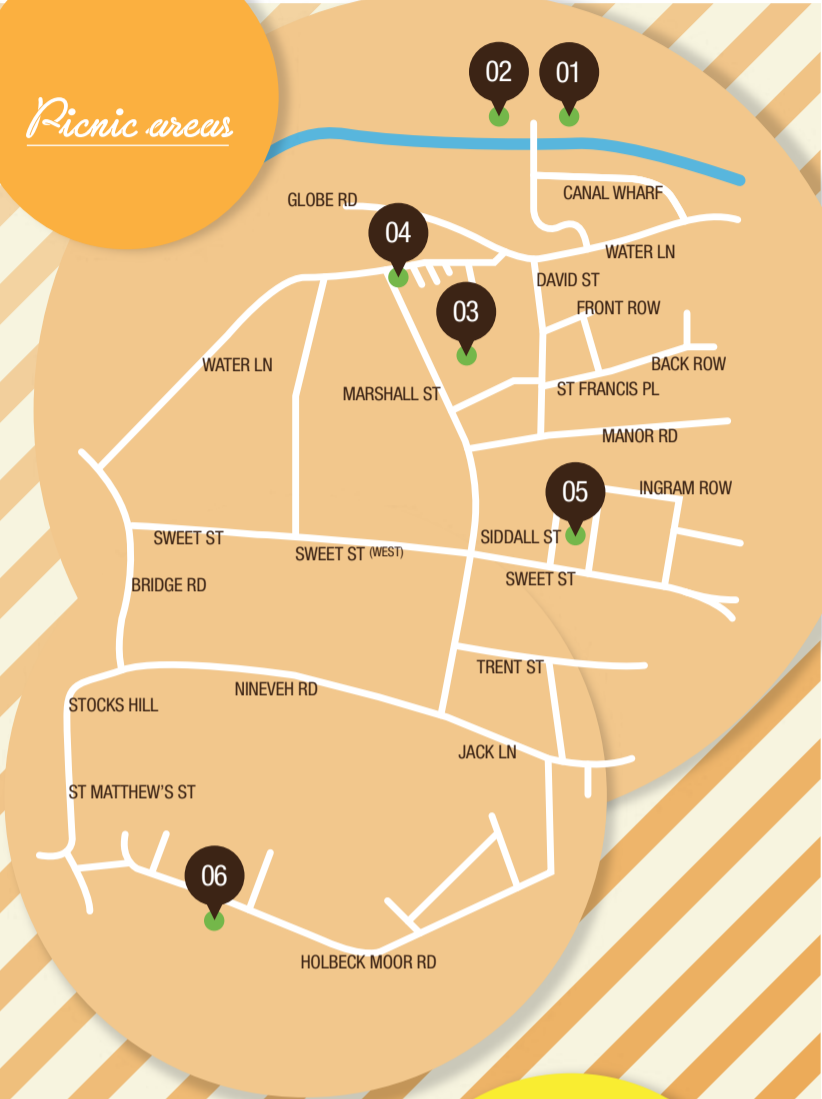 Picnic areas
02
01
CANAL WHARF
GLOBE RD
04
WATER LN
DAVID ST
03
FRONT ROW
WATER LN
BACK ROW
MARSHALL ST
ST FRANCIS PL
MANOR RD
05
INGRAM ROW
SWEET ST
SIDDALL ST
SWEET ST (WEST)
SWEET ST
BRIDGE RD
TRENT ST
NINEVEH RD
STOCKS HILL
JACK LN
ST MATTHEW'S ST
06
HOLBECK MOOR RD